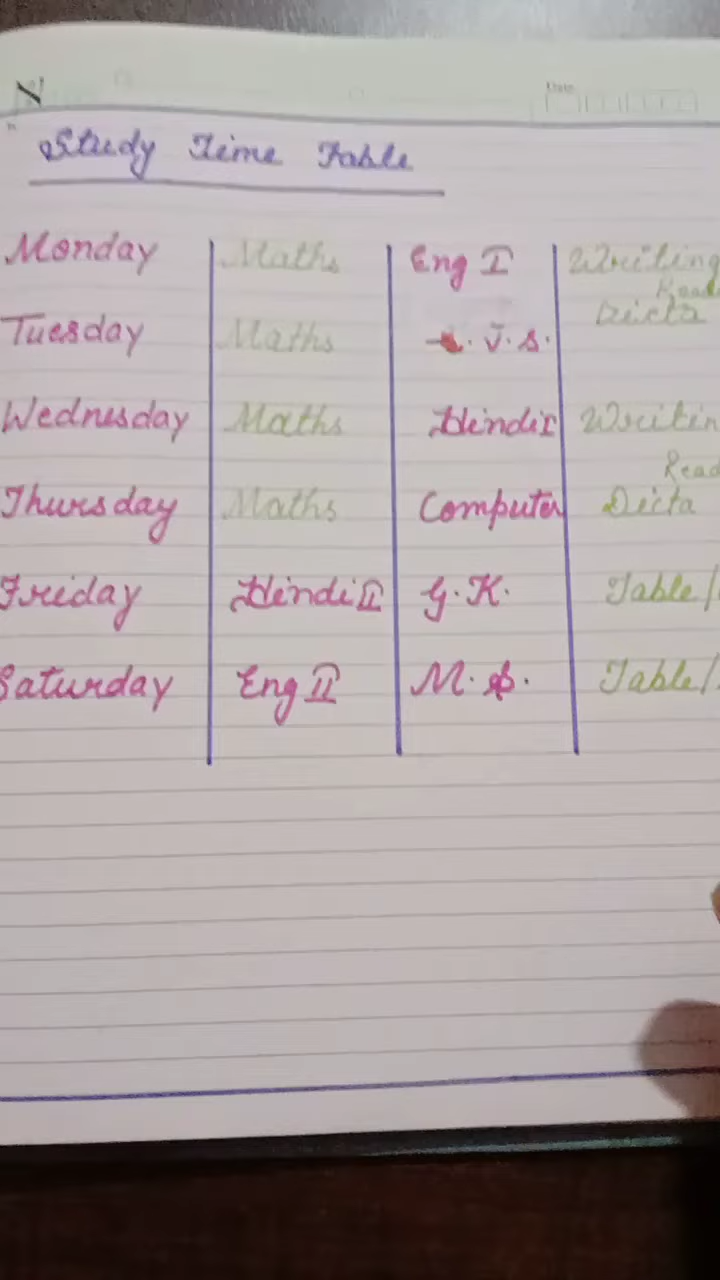 Date
Study Time Table
Monday Maths Eng I Writing
Read
Tuesday Maths V.S. Dicta
Wednesday Maths Hindi I Writin
Read
Thursday Maths Computer Dicta
Friday Hindi II G.K. Table/
Saturday Eng II M.S. Table/